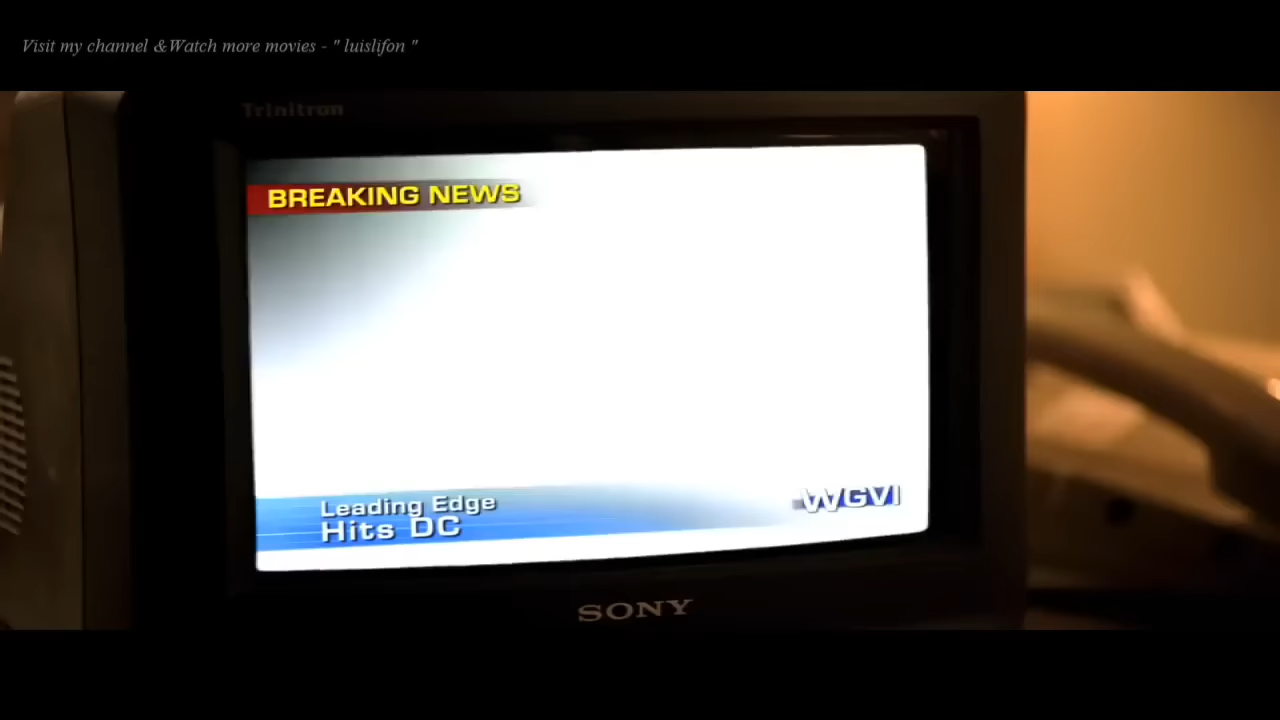 Visit my channel &Watch more movies - " luislifon "
Trinitron
BREAKING NEWS
Leading Edge
Hits DC
WGVI
SONY